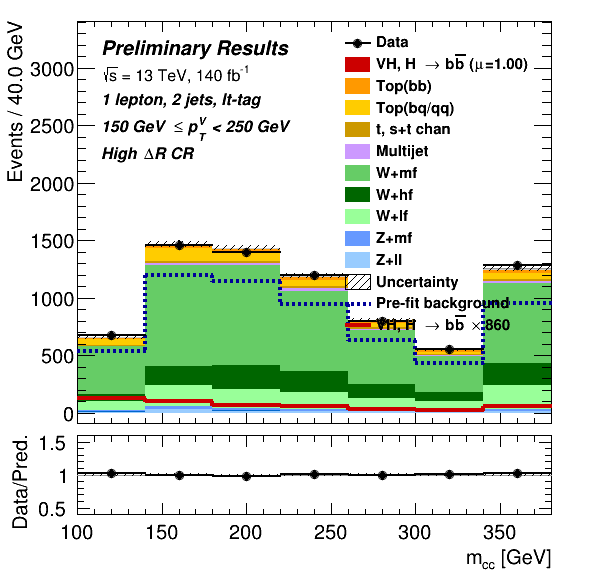 Events / 40.0 GeV
3000
2500
2000
1500
1000
500
0
Preliminary Results
√s = 13 TeV, 140 fb⁻¹
1 lepton, 2 jets, lt-tag
150 GeV ≤ p_T^V < 250 GeV
High ΔR CR
Data
VH, H → bb̅ (μ=1.00)
Top(bb)
Top(bq/qq)
t, s+t chan
Multijet
W+mf
W+hf
W+lf
Z+mf
Z+ll
Uncertainty
Pre-fit background
VH, H → bb̅ ×860
Data/Pred.
1.5
1
0.5
100 150 200 250 300 350
m_cc [GeV]